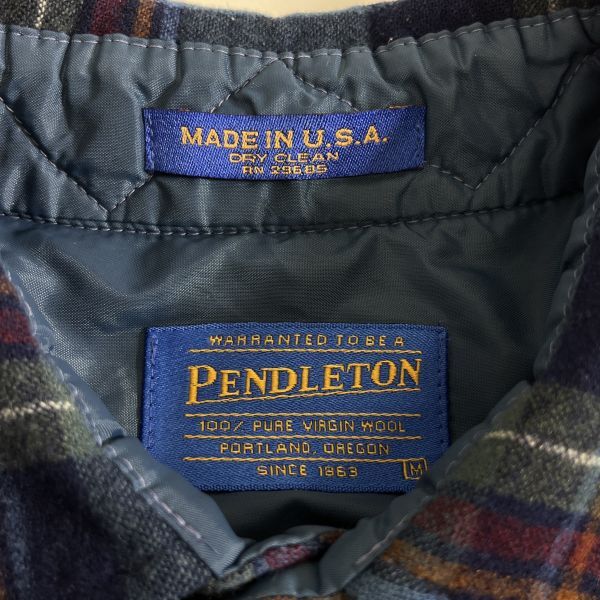 MADE IN U.S.A.
DRY CLEAN
RN 29685
WARRANTED TO BE A
PENDLETON
100% PURE VIRGIN WOOL
PORTLAND, OREGON
SINCE 1863 M